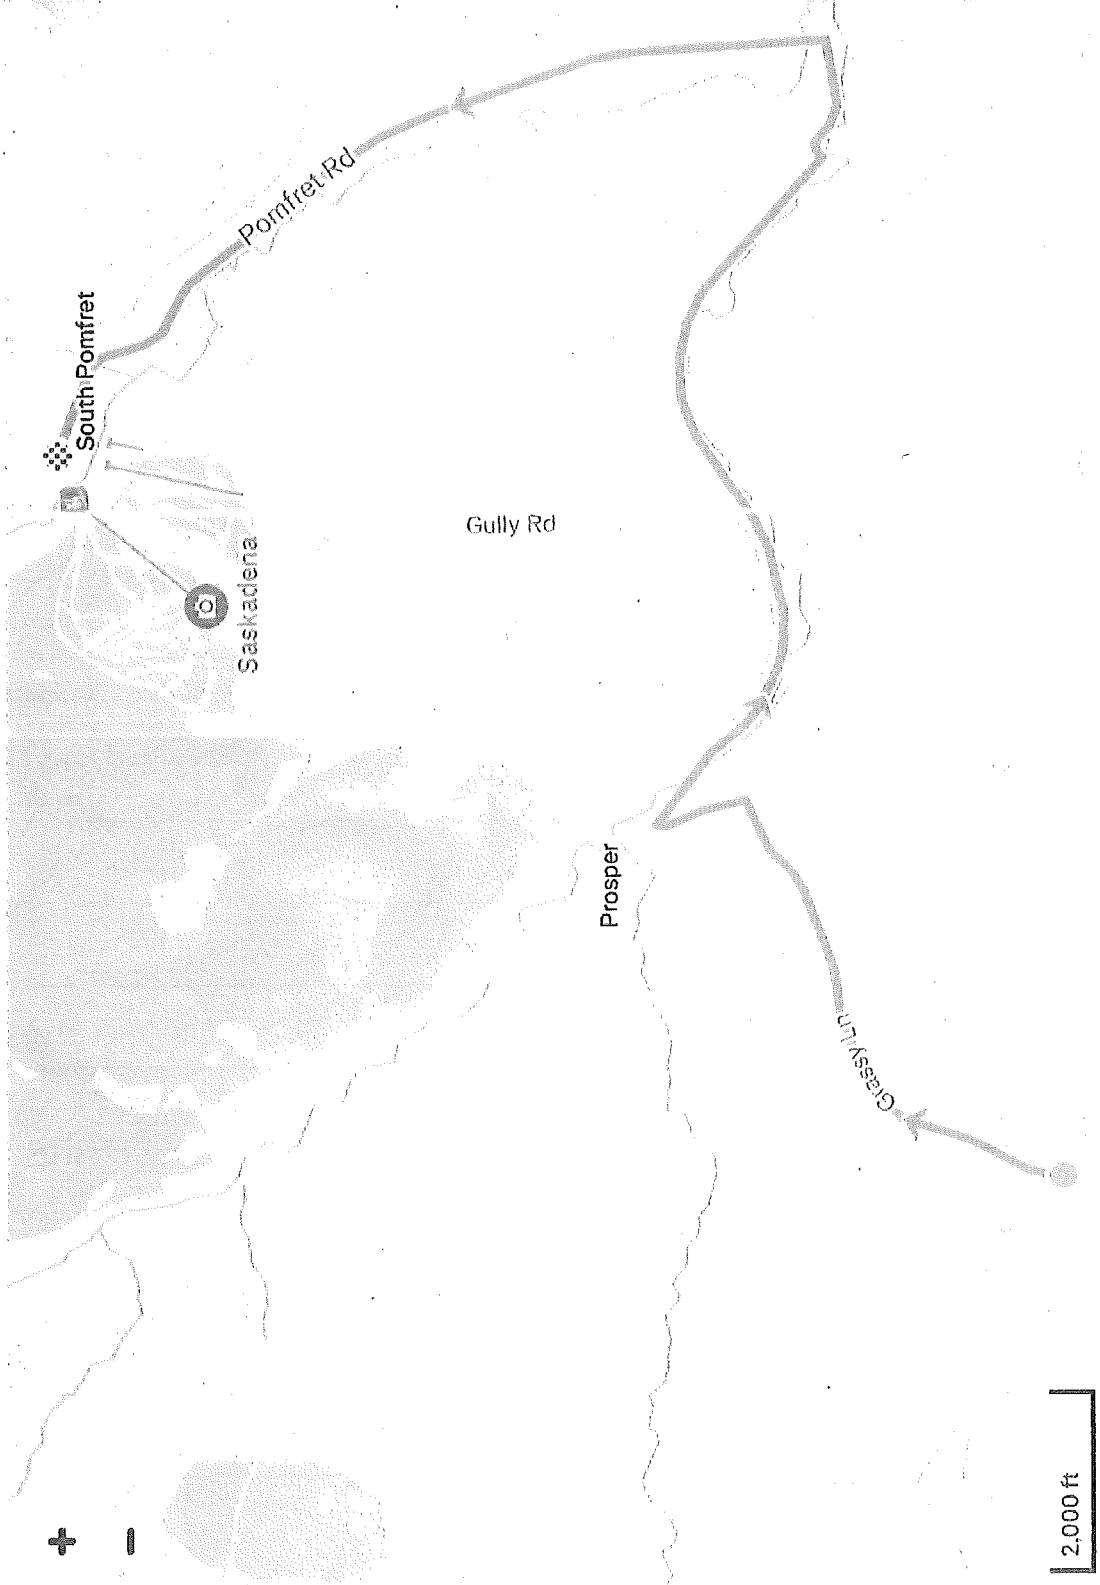 Pomfret Rd
South Pomfret
Gully Rd
Saskadena
Prosper
Grassy Ln
+
−
2,000 ft